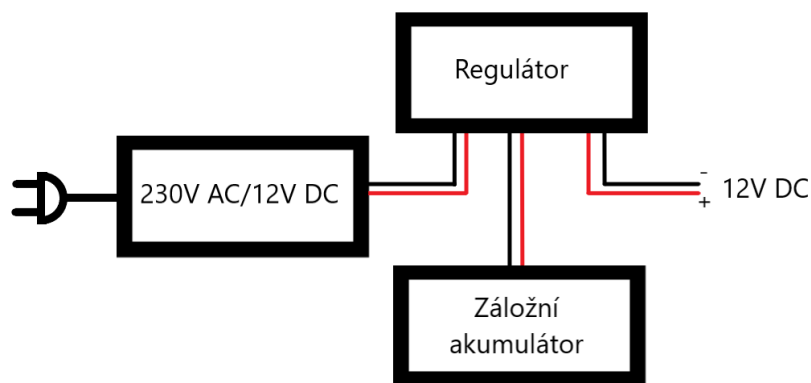 Regulátor
230V AC/12V DC
-
12V DC
+
Záložní
akumulátor